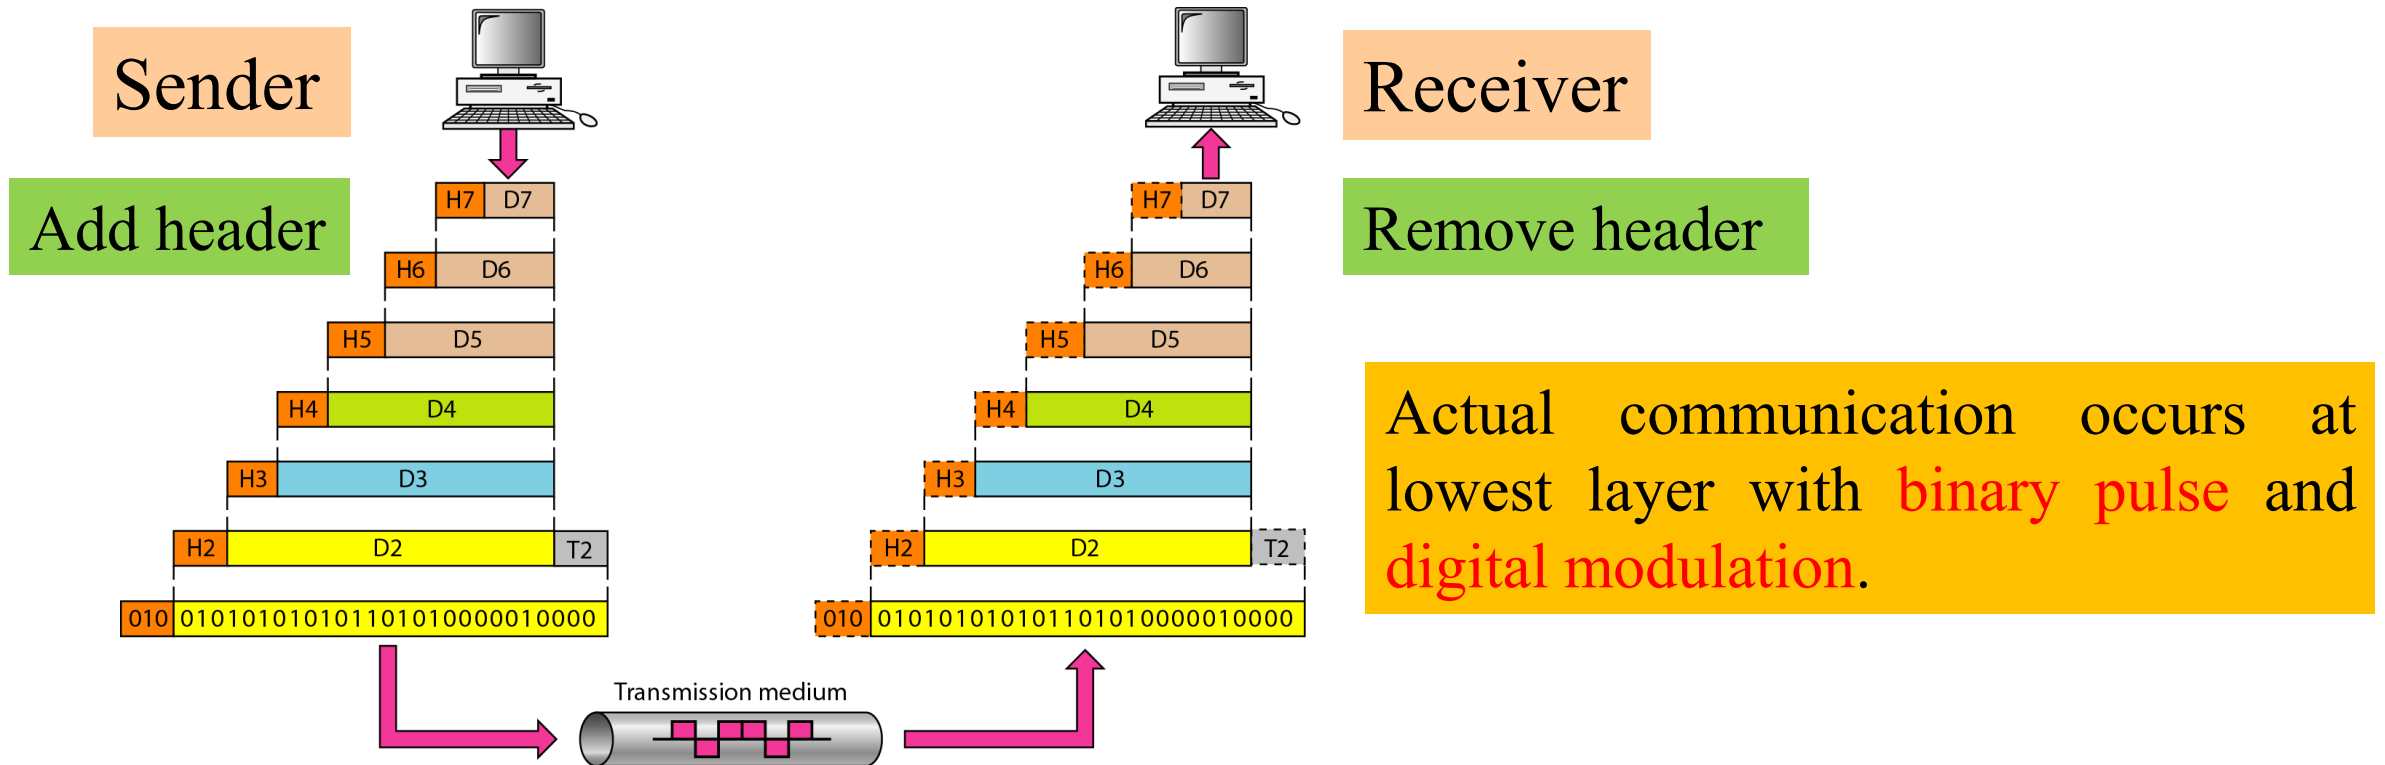 Sender
Receiver
Add header
Remove header
H7 D7
H7 D7
H6 D6
H6 D6
H5 D5
H5 D5
H4 D4
H4 D4
H3 D3
H3 D3
H2 D2 T2
H2 D2 T2
010 010101010101101010000010000
010 010101010101101010000010000
Transmission medium
Actual communication occurs at
lowest layer with binary pulse and
digital modulation.